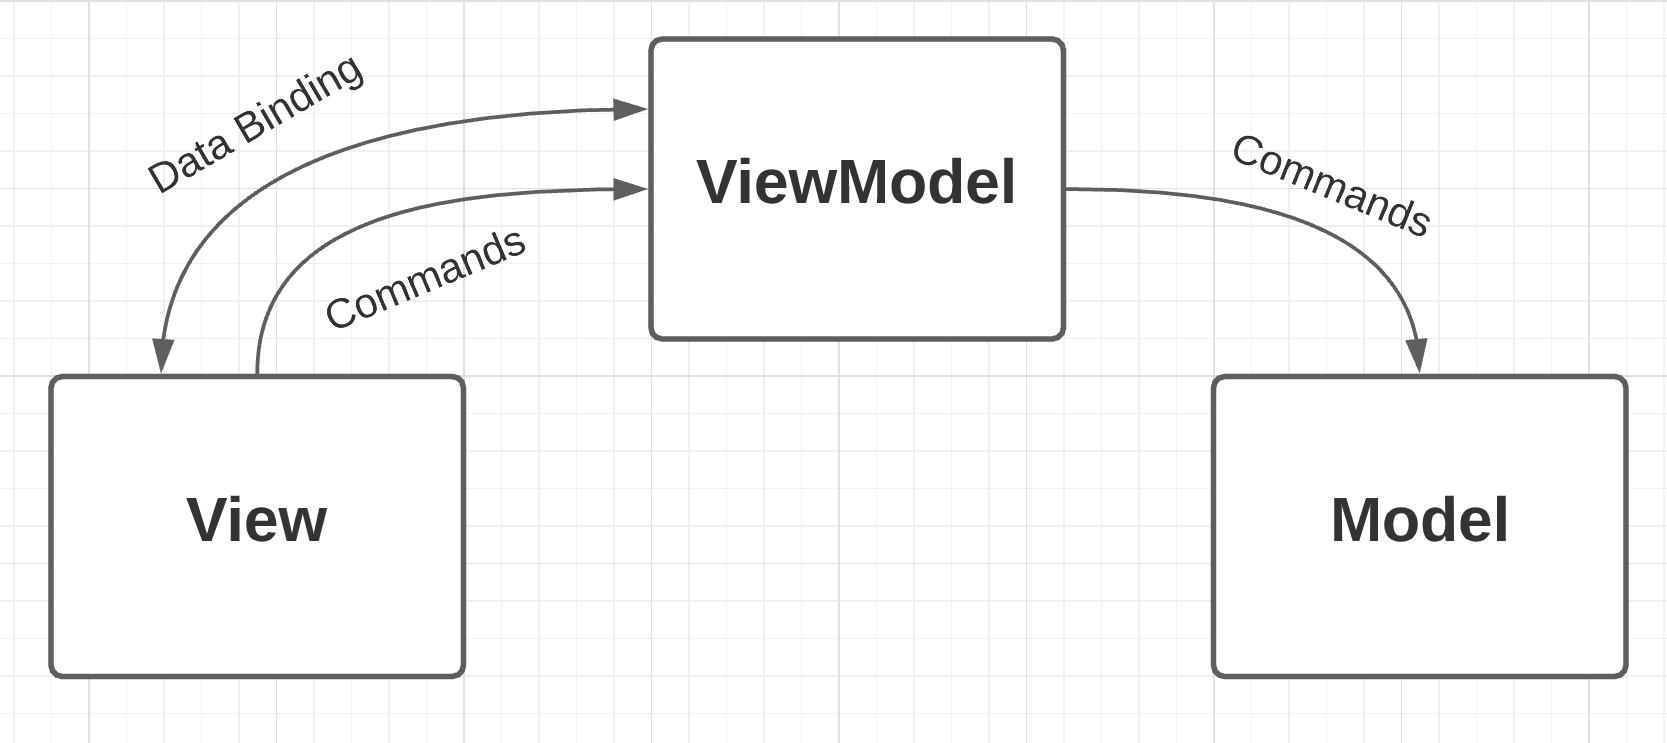 Data Binding
Commands
ViewModel
Commands
View
Model